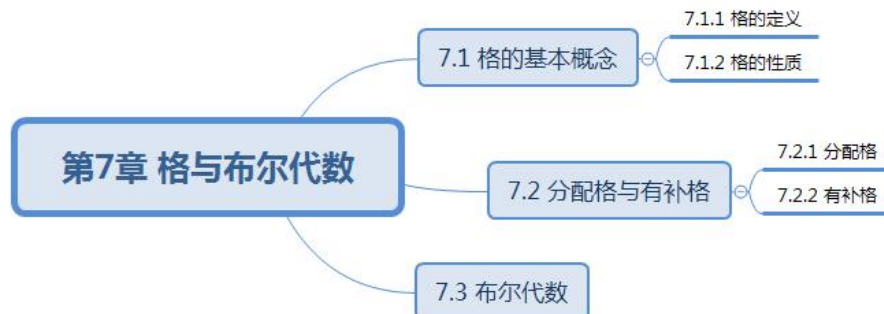 第7章 格与布尔代数
7.1 格的基本概念
7.1.1 格的定义
7.1.2 格的性质
7.2 分配格与有补格
7.2.1 分配格
7.2.2 有补格
7.3 布尔代数